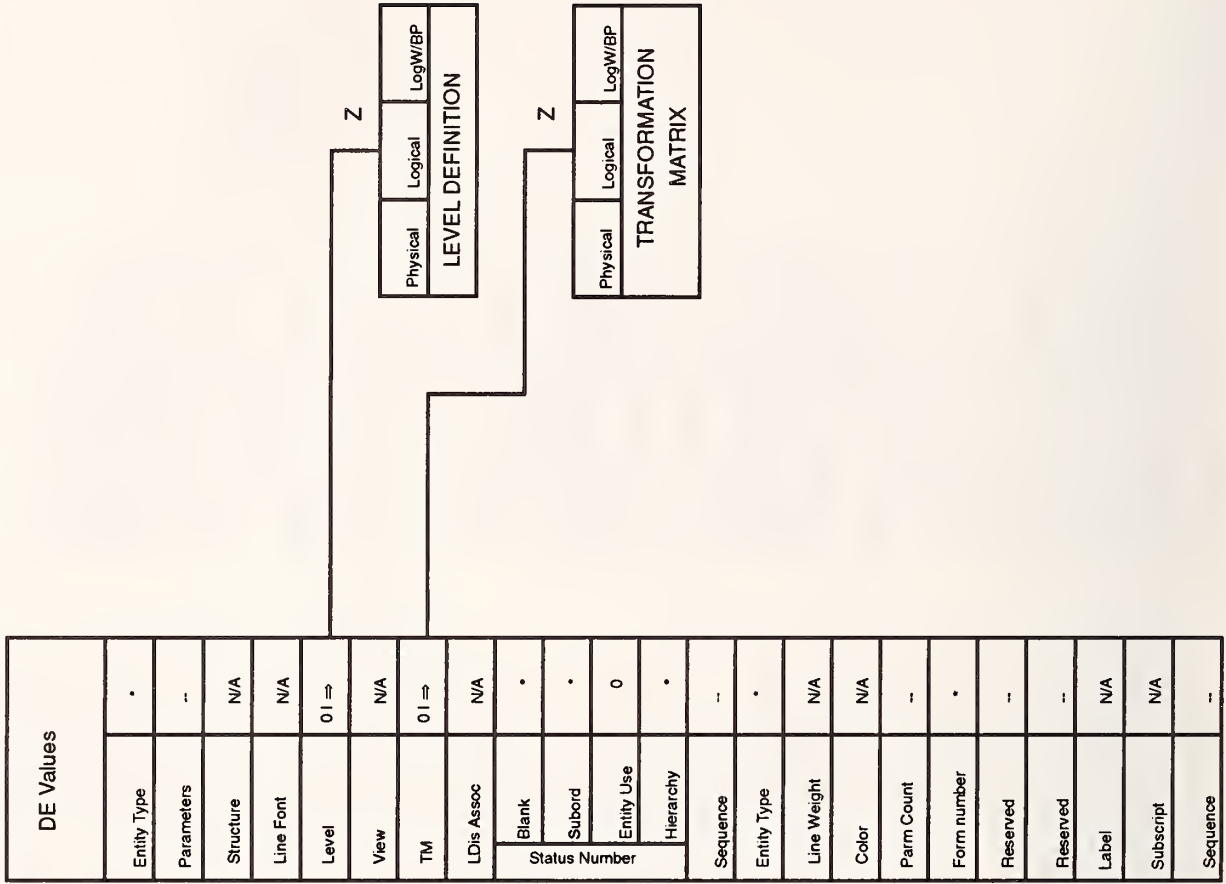 DE Values
Entity Type *
Parameters --
Structure N/A
Line Font N/A
Level 0 I ⇒
View N/A
TM 0 I ⇒
LDis Assoc N/A
Status Number
Blank *
Subord *
Entity Use 0
Hierarchy *
Sequence --
Entity Type *
Line Weight N/A
Color N/A
Parm Count --
Form number *
Reserved --
Reserved --
Label N/A
Subscript N/A
Sequence --
Z
Physical Logical LogW/BP
LEVEL DEFINITION
Z
Physical Logical LogW/BP
TRANSFORMATION
MATRIX